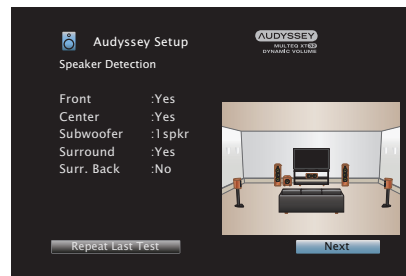 Audyssey Setup
AUDYSSEY
MULTEQ XT32
DYNAMIC VOLUME
Speaker Detection
Front :Yes
Center :Yes
Subwoofer :1spkr
Surround :Yes
Surr. Back :No
Repeat Last Test
Next